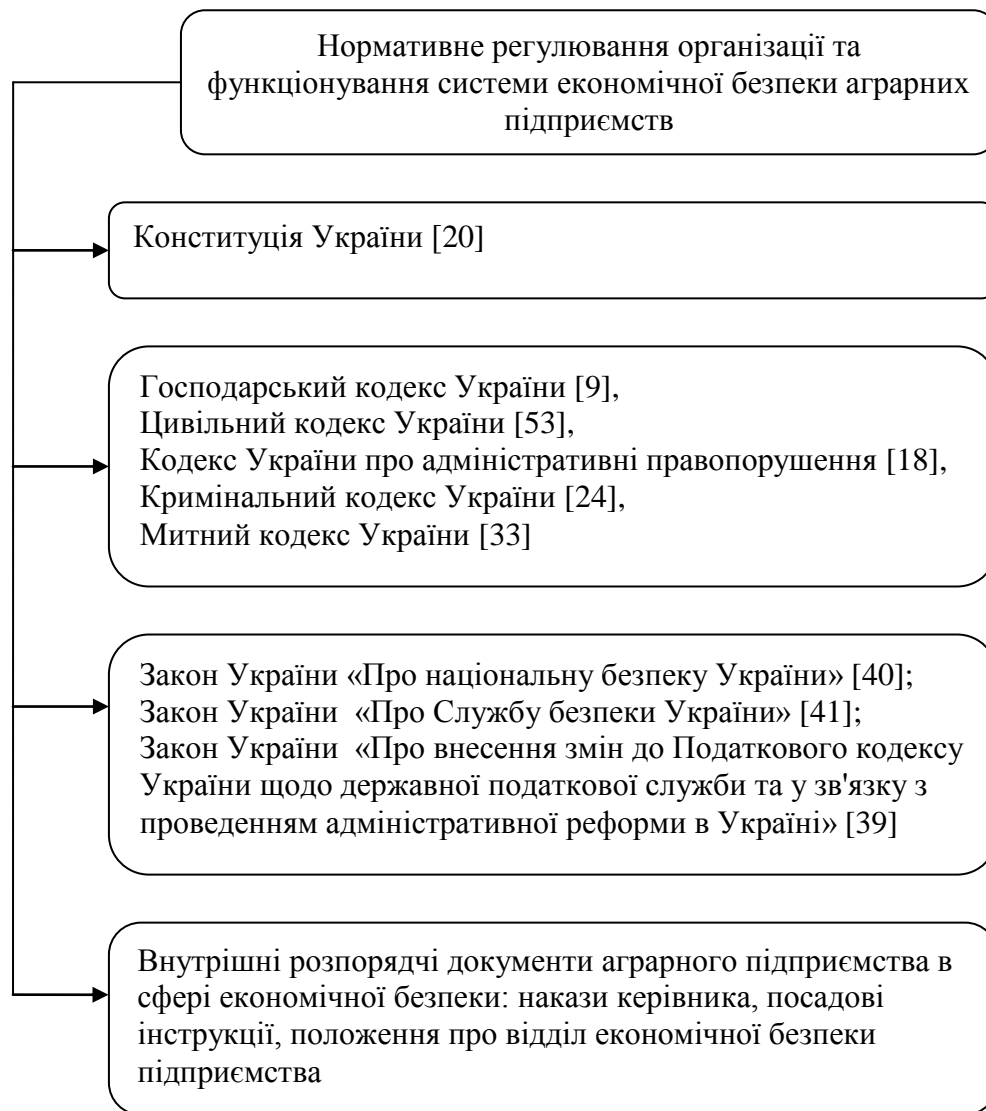 Нормативне регулювання організації та
функціонування системи економічної безпеки аграрних
підприємств
Конституція України [20]
Господарський кодекс України [9],
Цивільний кодекс України [53],
Кодекс України про адміністративні правопорушення [18],
Кримінальний кодекс України [24],
Митний кодекс України [33]
Закон України «Про національну безпеку України» [40];
Закон України «Про Службу безпеки України» [41];
Закон України «Про внесення змін до Податкового кодексу
України щодо державної податкової служби та у зв'язку з
проведенням адміністративної реформи в Україні» [39]
Внутрішні розпорядчі документи аграрного підприємства в
сфері економічної безпеки: накази керівника, посадові
інструкції, положення про відділ економічної безпеки
підприємства